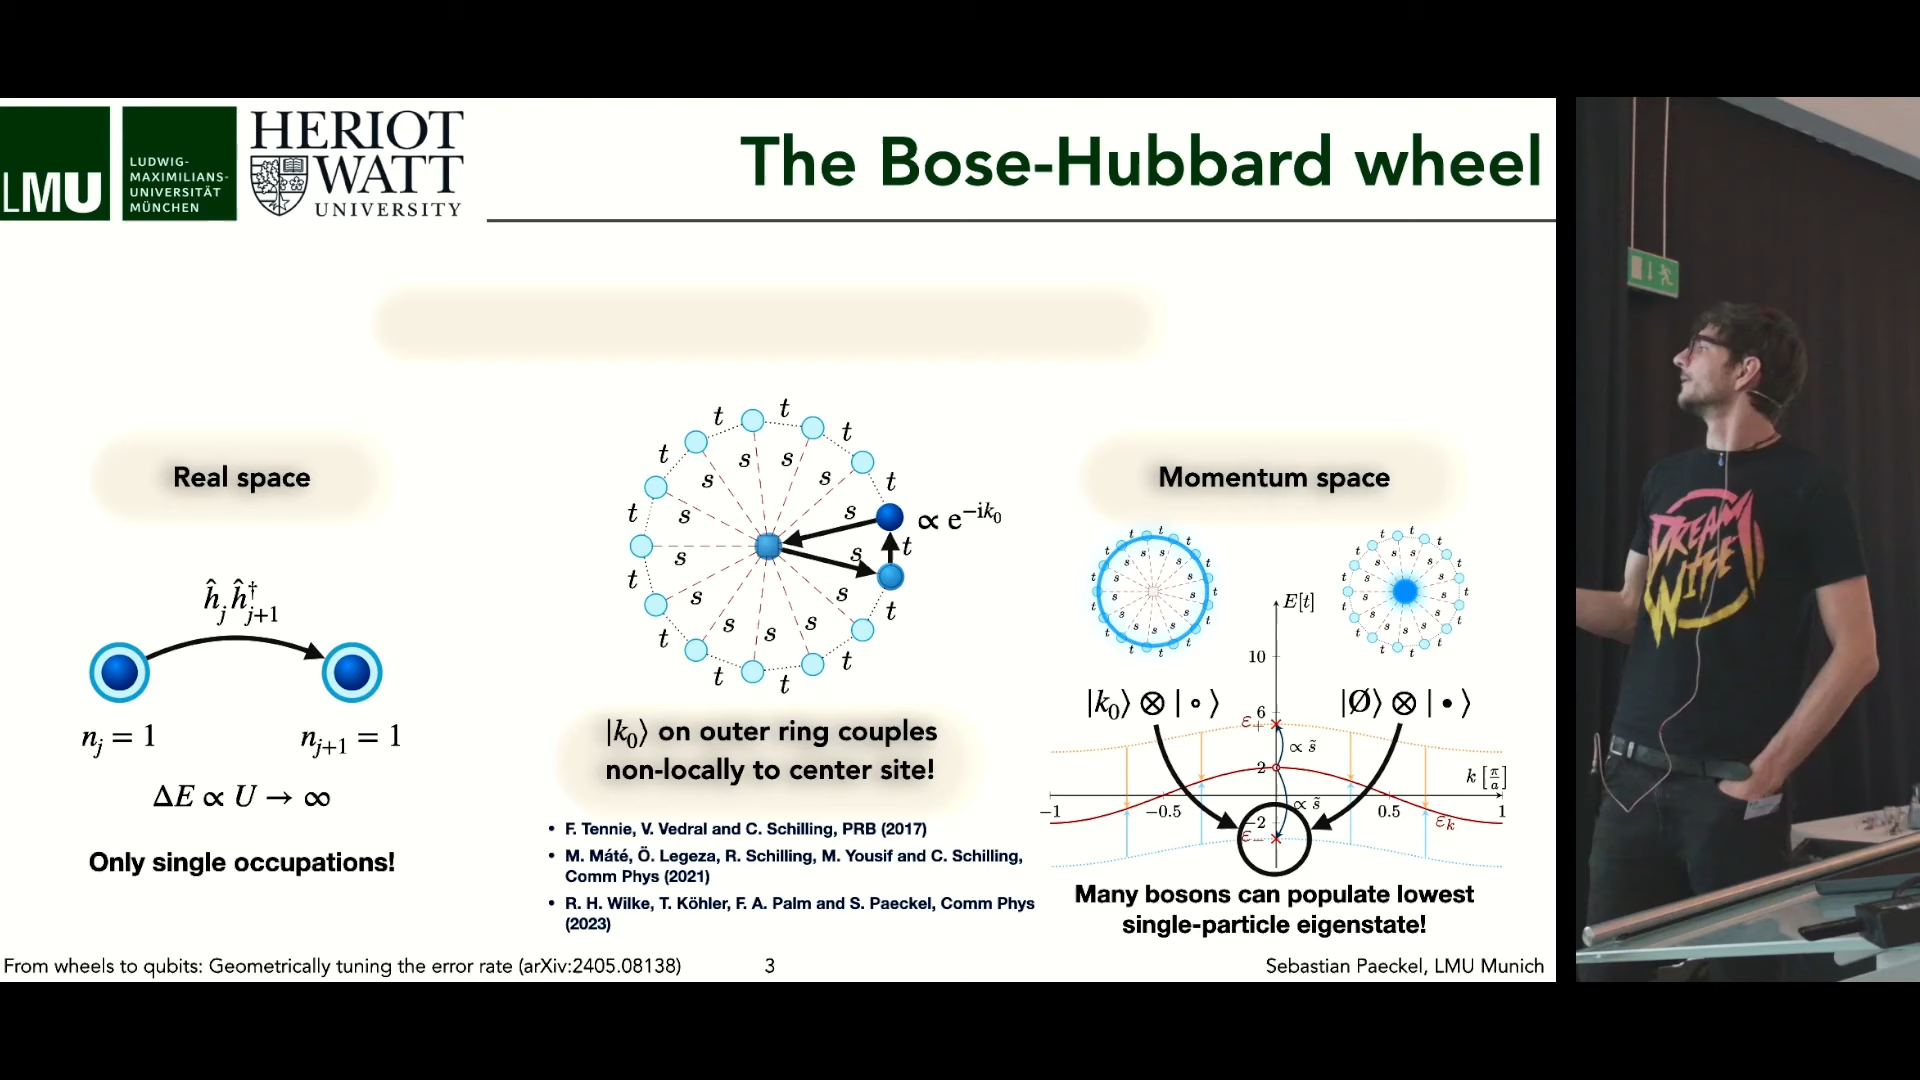 LMU
LUDWIG-
MAXIMILIANS-
UNIVERSITÄT
MÜNCHEN
HERIOT
WATT
UNIVERSITY
The Bose-Hubbard wheel
Real space
ĥⱼ ĥ†ⱼ₊₁
nⱼ = 1
nⱼ₊₁ = 1
ΔE ∝ U → ∞
Only single occupations!
t t t t t t t t t t t t t t
s s s s s s s s s s s s s
∝ e^{−ik₀}
|k₀⟩ on outer ring couples
non-locally to center site!
• F. Tennie, V. Vedral and C. Schilling, PRB (2017)
• M. Máté, Ö. Legeza, R. Schilling, M. Yousif and C. Schilling,
Comm Phys (2021)
• R. H. Wilke, T. Köhler, F. A. Palm and S. Paeckel, Comm Phys
(2023)
Momentum space
E[t]
10
|k₀⟩ ⊗ |∘⟩
|Ø⟩ ⊗ |•⟩
6
ε₊
∝ s̃
2
k [π/a]
−1
−0.5
0.5
1
∝ s̃
−2
ε₋
εₖ
Many bosons can populate lowest
single-particle eigenstate!
From wheels to qubits: Geometrically tuning the error rate (arXiv:2405.08138)
3
Sebastian Paeckel, LMU Munich
DREAM
WIFE